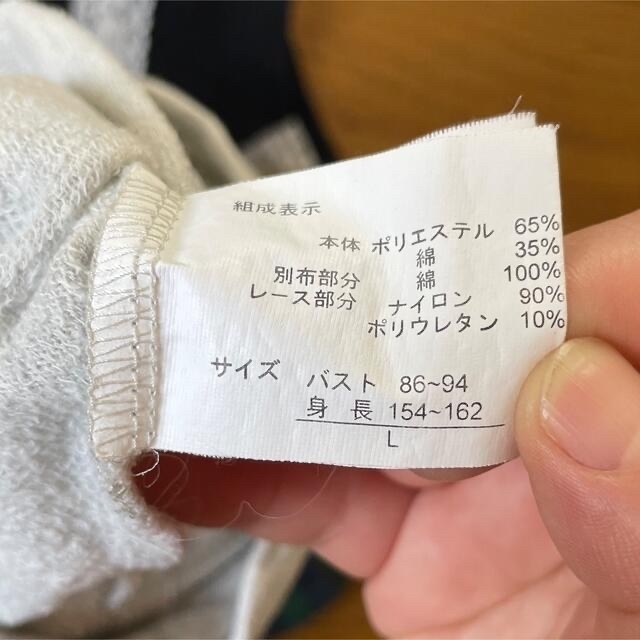 組成表示
本体 ポリエステル 65%
綿 35%
別布部分 綿 100%
レース部分 ナイロン 90%
ポリウレタン 10%
サイズ バスト 86~94
身長 154~162
L